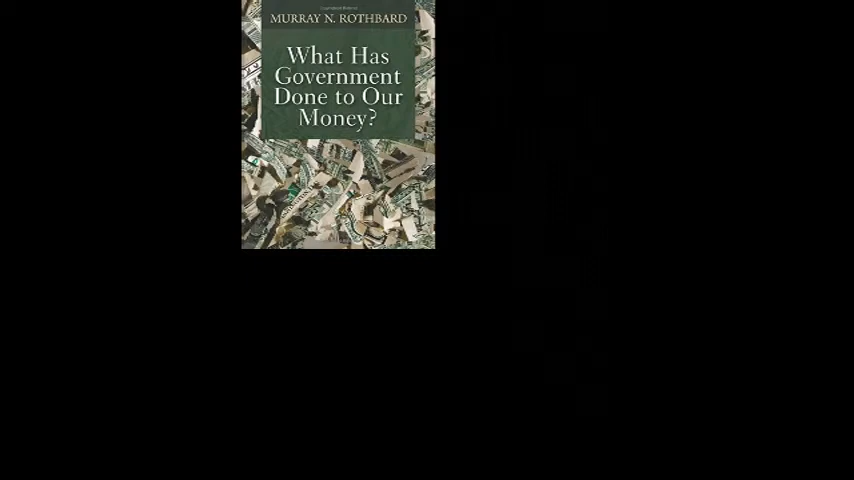 MURRAY N. ROTHBARD
What Has
Government
Done to Our
Money?